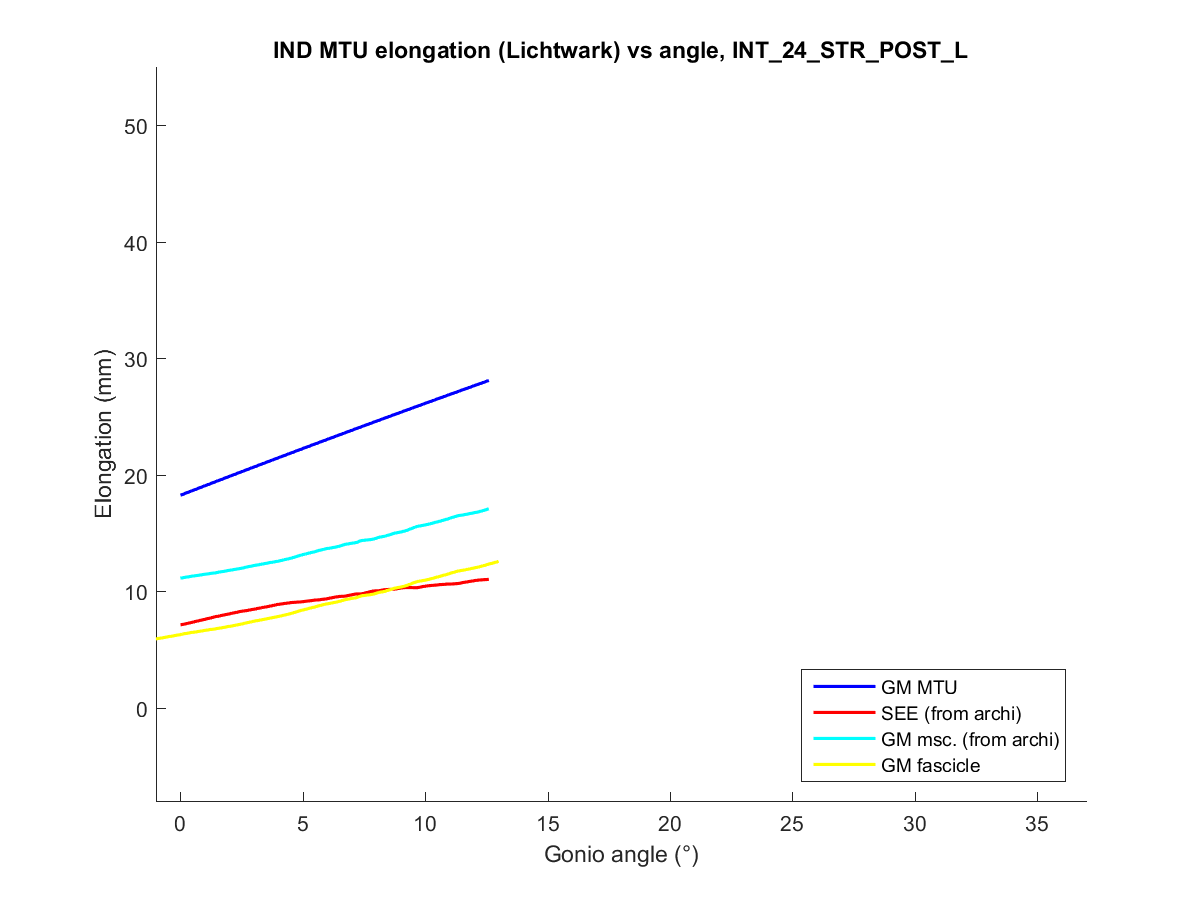 IND MTU elongation (Lichtwark) vs angle, INT_24_STR_POST_L
50
40
30
20
10
0
Elongation (mm)
GM MTU
SEE (from archi)
GM msc. (from archi)
GM fascicle
0 5 10 15 20 25 30 35
Gonio angle (°)